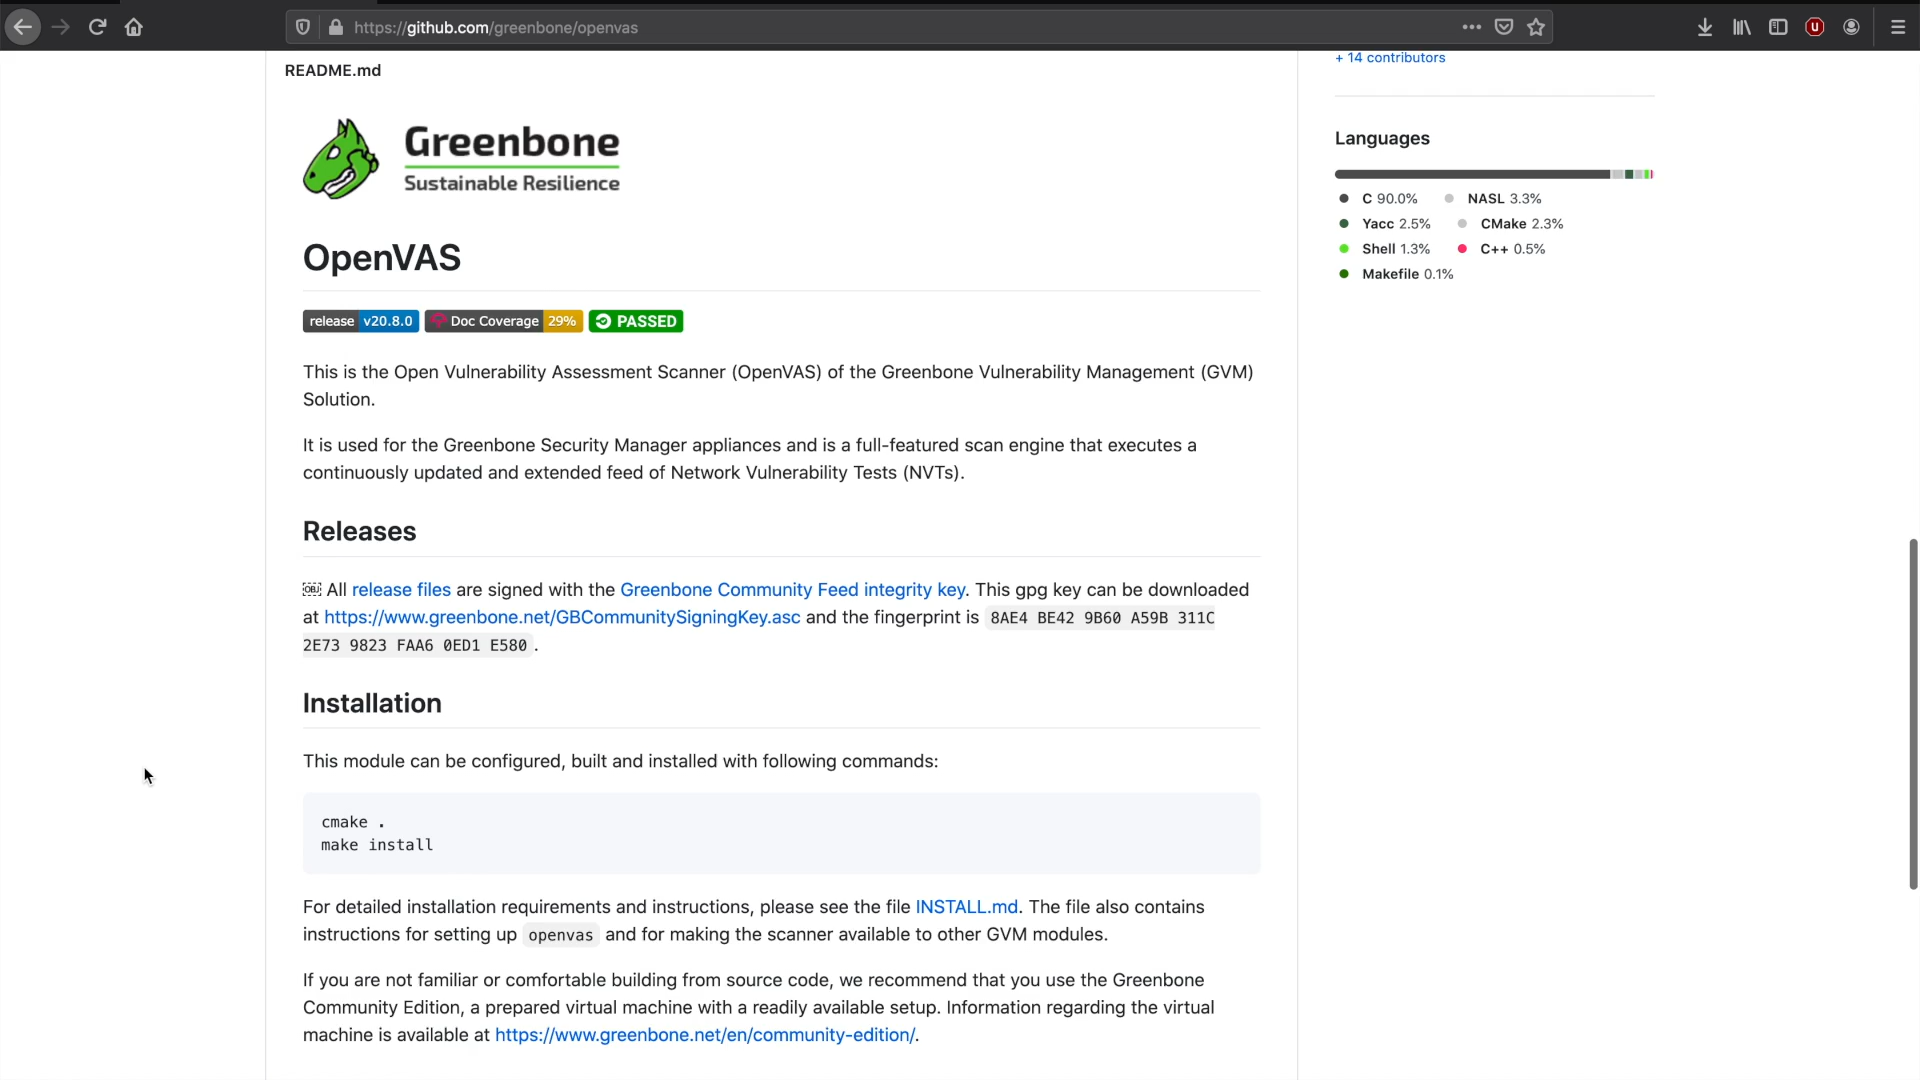 https://github.com/greenbone/openvas
+ 14 contributors
README.md
Greenbone
Sustainable Resilience
OpenVAS
release v20.8.0 Doc Coverage 29% PASSED
This is the Open Vulnerability Assessment Scanner (OpenVAS) of the Greenbone Vulnerability Management (GVM)
Solution.
It is used for the Greenbone Security Manager appliances and is a full-featured scan engine that executes a
continuously updated and extended feed of Network Vulnerability Tests (NVTs).
Releases
All release files are signed with the Greenbone Community Feed integrity key. This gpg key can be downloaded
at https://www.greenbone.net/GBCommunitySigningKey.asc and the fingerprint is 8AE4 BE42 9B60 A59B 311C
2E73 9823 FAA6 0ED1 E580 .
Installation
This module can be configured, built and installed with following commands:
cmake .
make install
For detailed installation requirements and instructions, please see the file INSTALL.md. The file also contains
instructions for setting up openvas and for making the scanner available to other GVM modules.
If you are not familiar or comfortable building from source code, we recommend that you use the Greenbone
Community Edition, a prepared virtual machine with a readily available setup. Information regarding the virtual
machine is available at https://www.greenbone.net/en/community-edition/.
Languages
C 90.0% NASL 3.3%
Yacc 2.5% CMake 2.3%
Shell 1.3% C++ 0.5%
Makefile 0.1%